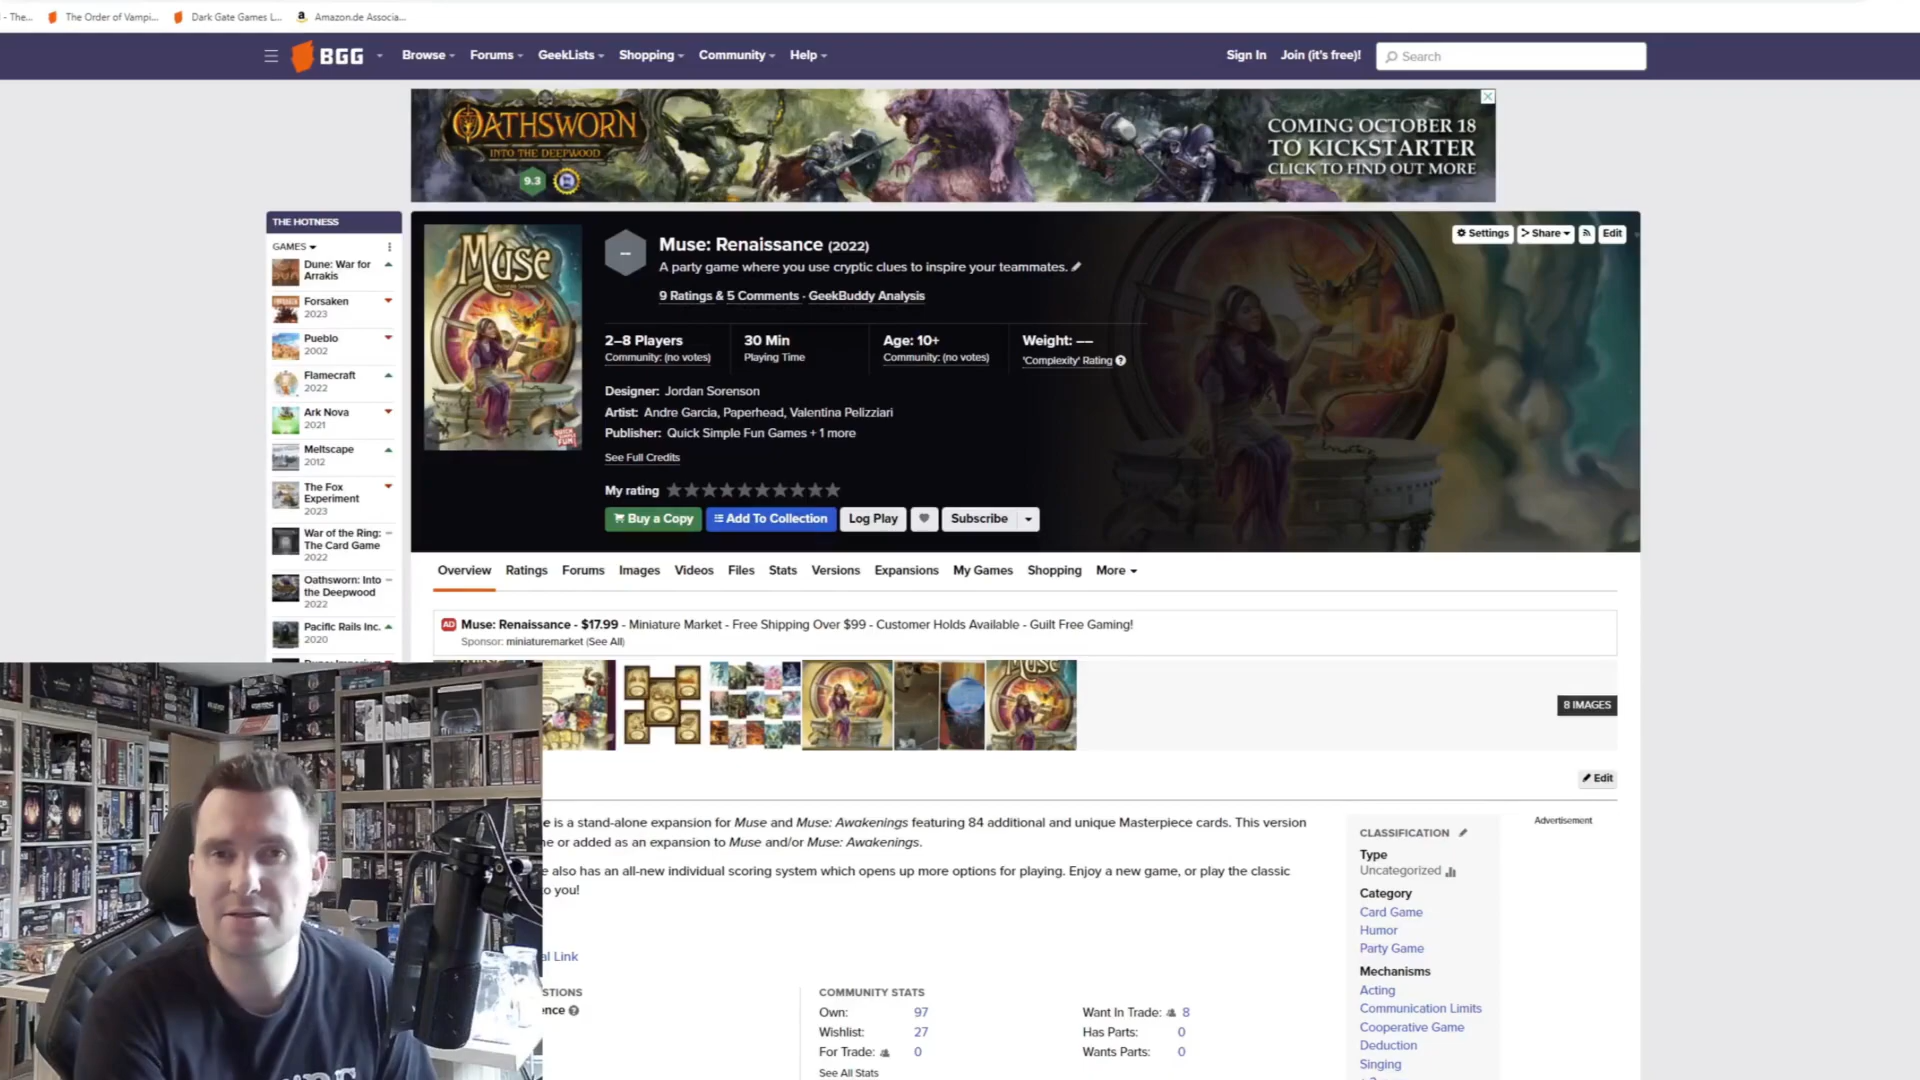 - The...
The Order of Vampi...
Dark Gate Games L...
Amazon.de Associa...
BGG
Browse
Forums
GeekLists
Shopping
Community
Help
Sign In
Join (it's free)!
Search
OATHSWORN
INTO THE DEEPWOOD
9.3
COMING OCTOBER 18
TO KICKSTARTER
CLICK TO FIND OUT MORE
THE HOTNESS
GAMES
Dune: War for
Arrakis
Forsaken
2023
Pueblo
2002
Flamecraft
2022
Ark Nova
2021
Meltscape
2012
The Fox
Experiment
2023
War of the Ring:
The Card Game
2022
Oathsworn: Into
the Deepwood
2022
Pacific Rails Inc.
2020
MUSE
Muse: Renaissance (2022)
A party game where you use cryptic clues to inspire your teammates.
9 Ratings & 5 Comments · GeekBuddy Analysis
Settings
Share
Edit
2–8 Players
Community: (no votes)
30 Min
Playing Time
Age: 10+
Community: (no votes)
Weight: --
'Complexity' Rating
Designer: Jordan Sorenson
Artist: Andre Garcia, Paperhead, Valentina Pelizziari
Publisher: Quick Simple Fun Games + 1 more
See Full Credits
My rating
Buy a Copy
Add To Collection
Log Play
Subscribe
Overview
Ratings
Forums
Images
Videos
Files
Stats
Versions
Expansions
My Games
Shopping
More
AD Muse: Renaissance - $17.99 - Miniature Market - Free Shipping Over $99 - Customer Holds Available - Guilt Free Gaming!
Sponsor: miniaturemarket (See All)
MUSE
8 IMAGES
Edit
e is a stand-alone expansion for Muse and Muse: Awakenings featuring 84 additional and unique Masterpiece cards. This version
ne or added as an expansion to Muse and/or Muse: Awakenings.
e also has an all-new individual scoring system which opens up more options for playing. Enjoy a new game, or play the classic
o you!
al Link
STIONS
nce
COMMUNITY STATS
Own: 97
Wishlist: 27
For Trade: 0
See All Stats
Want In Trade: 8
Has Parts: 0
Wants Parts: 0
CLASSIFICATION
Type
Uncategorized
Category
Card Game
Humor
Party Game
Mechanisms
Acting
Communication Limits
Cooperative Game
Deduction
Singing
Advertisement